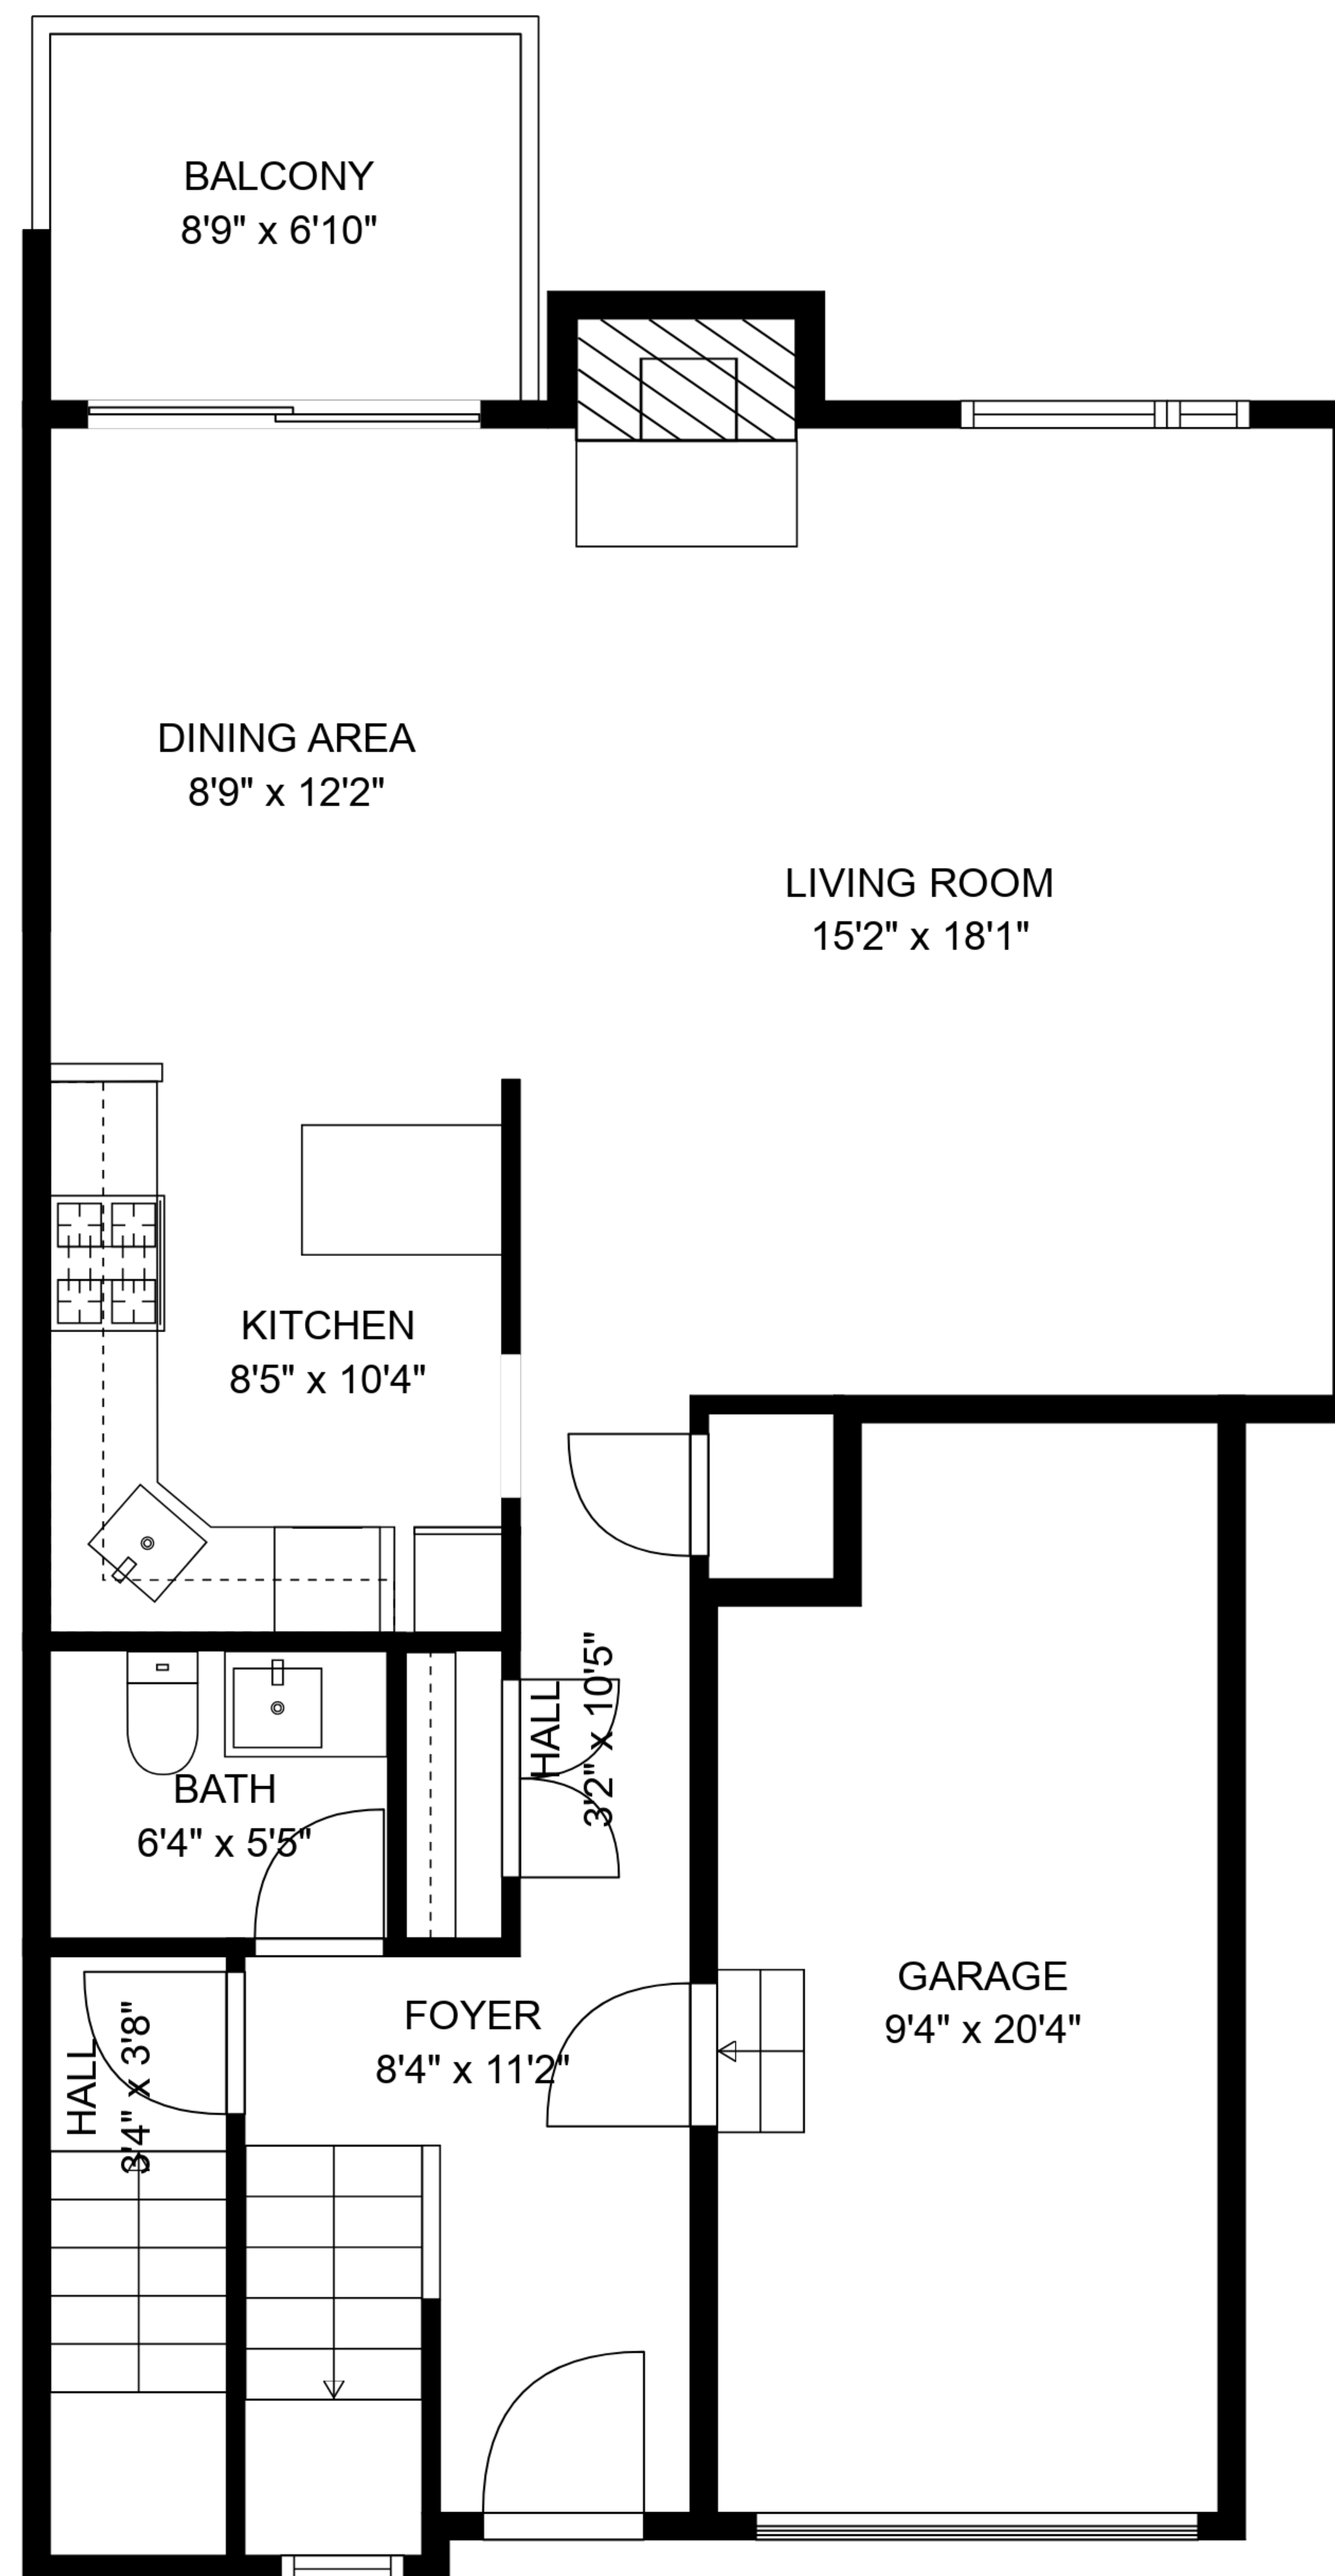 BALCONY
8'9" x 6'10"
DINING AREA
8'9" x 12'2"
LIVING ROOM
15'2" x 18'1"
KITCHEN
8'5" x 10'4"
HALL
3'2" x 10'5"
BATH
6'4" x 5'5"
GARAGE
9'4" x 20'4"
FOYER
8'4" x 11'2"
HALL
3'4" x 3'8"